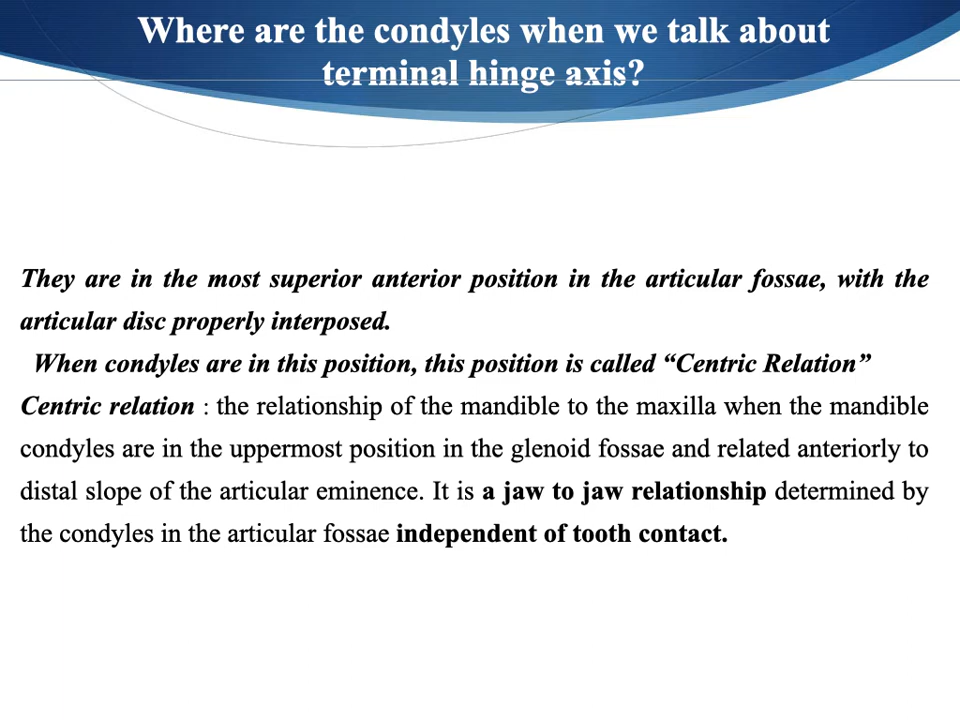 Where are the condyles when we talk about
terminal hinge axis?
They are in the most superior anterior position in the articular fossae, with the
articular disc properly interposed.
When condyles are in this position, this position is called “Centric Relation”
Centric relation : the relationship of the mandible to the maxilla when the mandible
condyles are in the uppermost position in the glenoid fossae and related anteriorly to
distal slope of the articular eminence. It is a jaw to jaw relationship determined by
the condyles in the articular fossae independent of tooth contact.